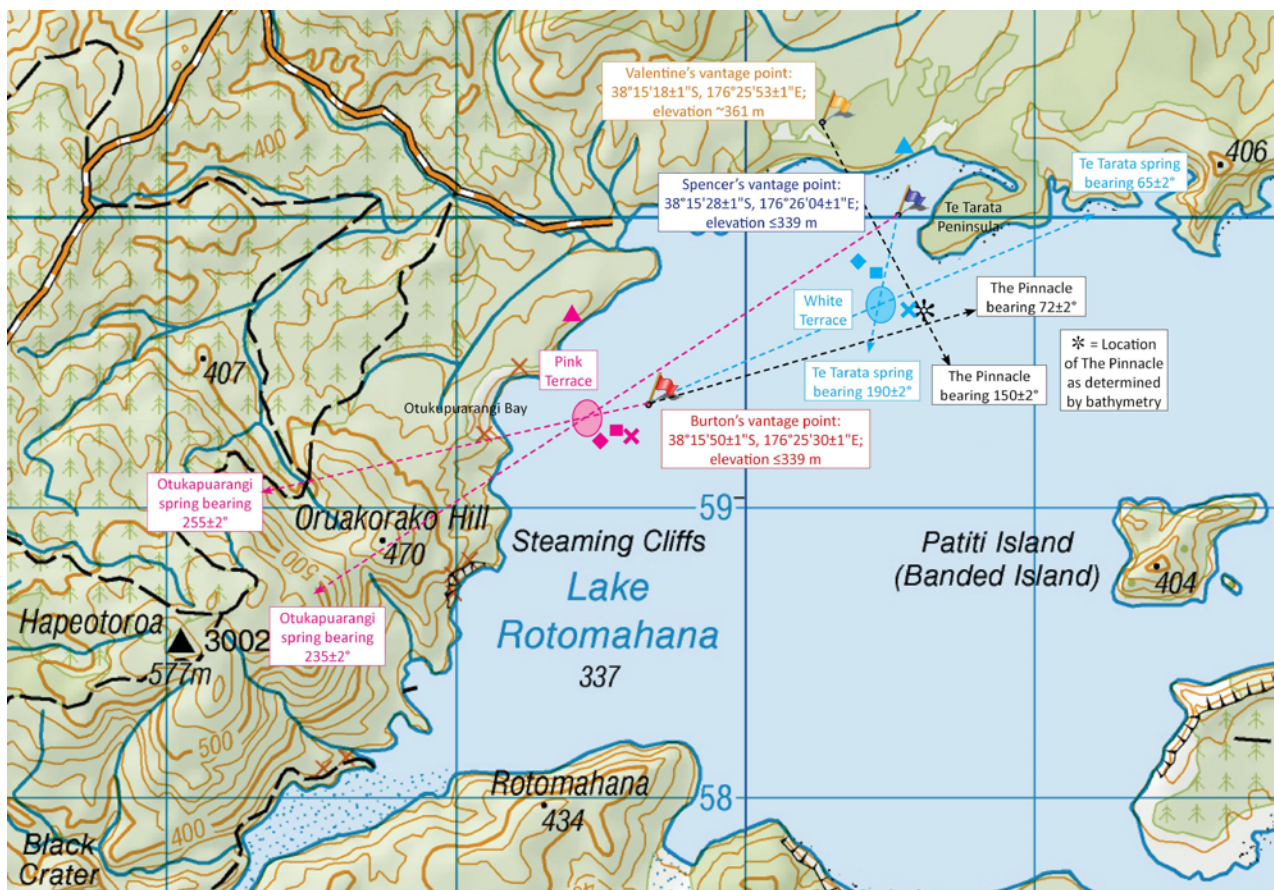 Valentine's vantage point:
38°15'18±1"S, 176°25'53±1"E;
elevation ~361 m
400
406
Te Tarata spring
bearing 65±2°
Spencer's vantage point:
38°15'28±1"S, 176°26'04±1"E;
elevation ≤339 m
Te Tarata
Peninsula
White
Terrace
The Pinnacle
bearing 72±2°
✲ = Location
of The Pinnacle
as determined
by bathymetry
Te Tarata spring
bearing 190±2°
The Pinnacle
bearing 150±2°
407
Pink
Terrace
Otukupuarangi Bay
Burton's vantage point:
38°15'50±1"S, 176°25'30±1"E;
elevation ≤339 m
Otukapuarangi
spring bearing
255±2°
59
Oruakorako Hill
470
500
Steaming Cliffs
Lake
Rotomahana
337
Patiti Island
(Banded Island)
404
Otukapuarangi
spring bearing
235±2°
Hapeotoroa
3002
577m
500
58
Rotomahana
434
400
Black
Crater